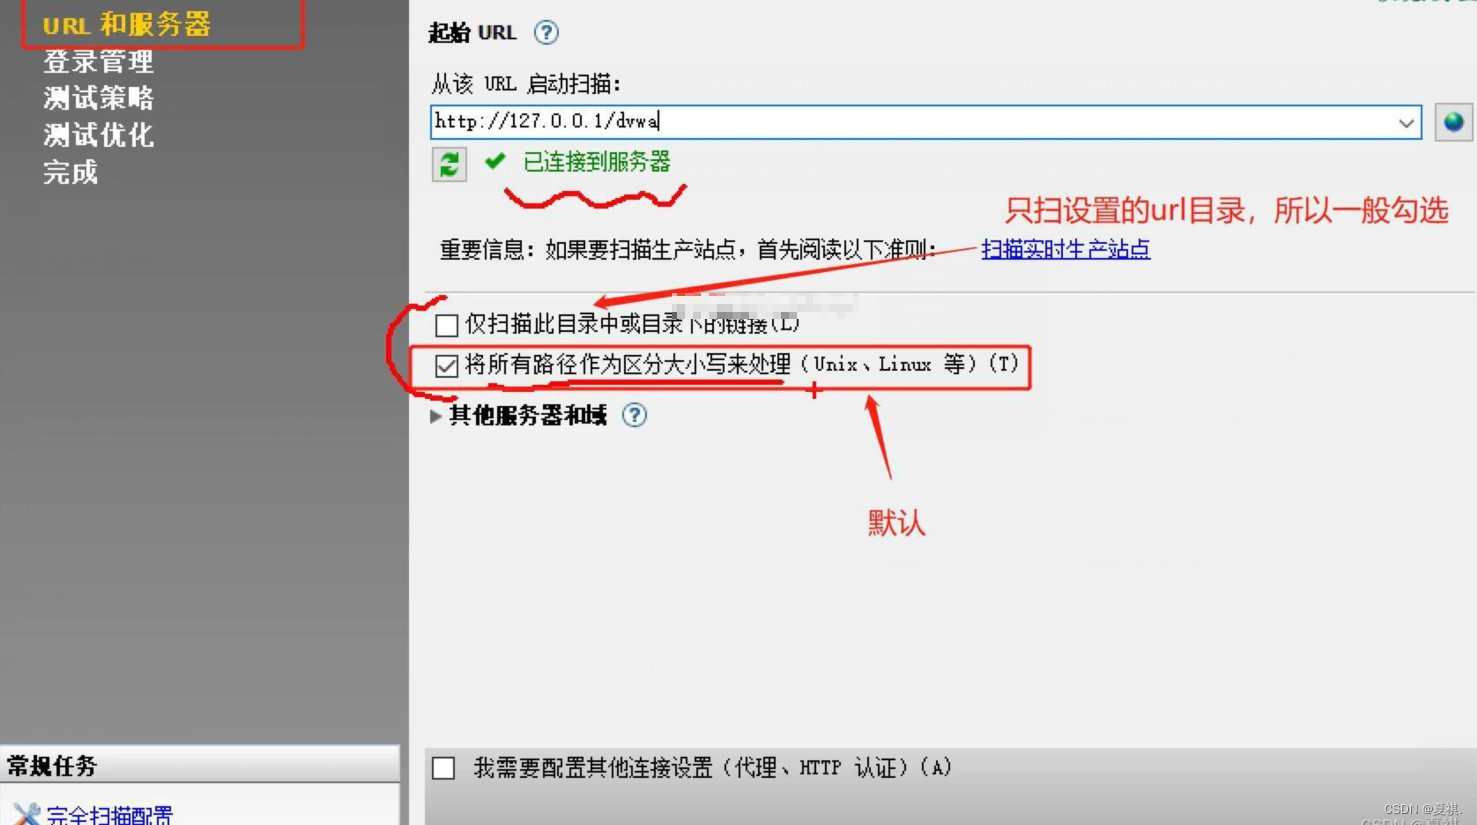 URL 和服务器
登录管理
测试策略
测试优化
完成
起始 URL ?
从该 URL 启动扫描:
http://127.0.0.1/dvwa
已连接到服务器
只扫设置的url目录，所以一般勾选
重要信息: 如果要扫描生产站点，首先阅读以下准则: 扫描实时生产站点
仅扫描此目录中或目录下的链接(L)
将所有路径作为区分大小写来处理（Unix、Linux 等）(T)
其他服务器和域 ?
默认
常规任务
完全扫描配置
我需要配置其他连接设置（代理、HTTP 认证）(A)
CSDN @夏祺.